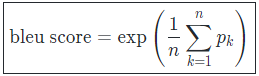 bleu score = exp ( 1/n ∑_{k=1}^{n} p_k )